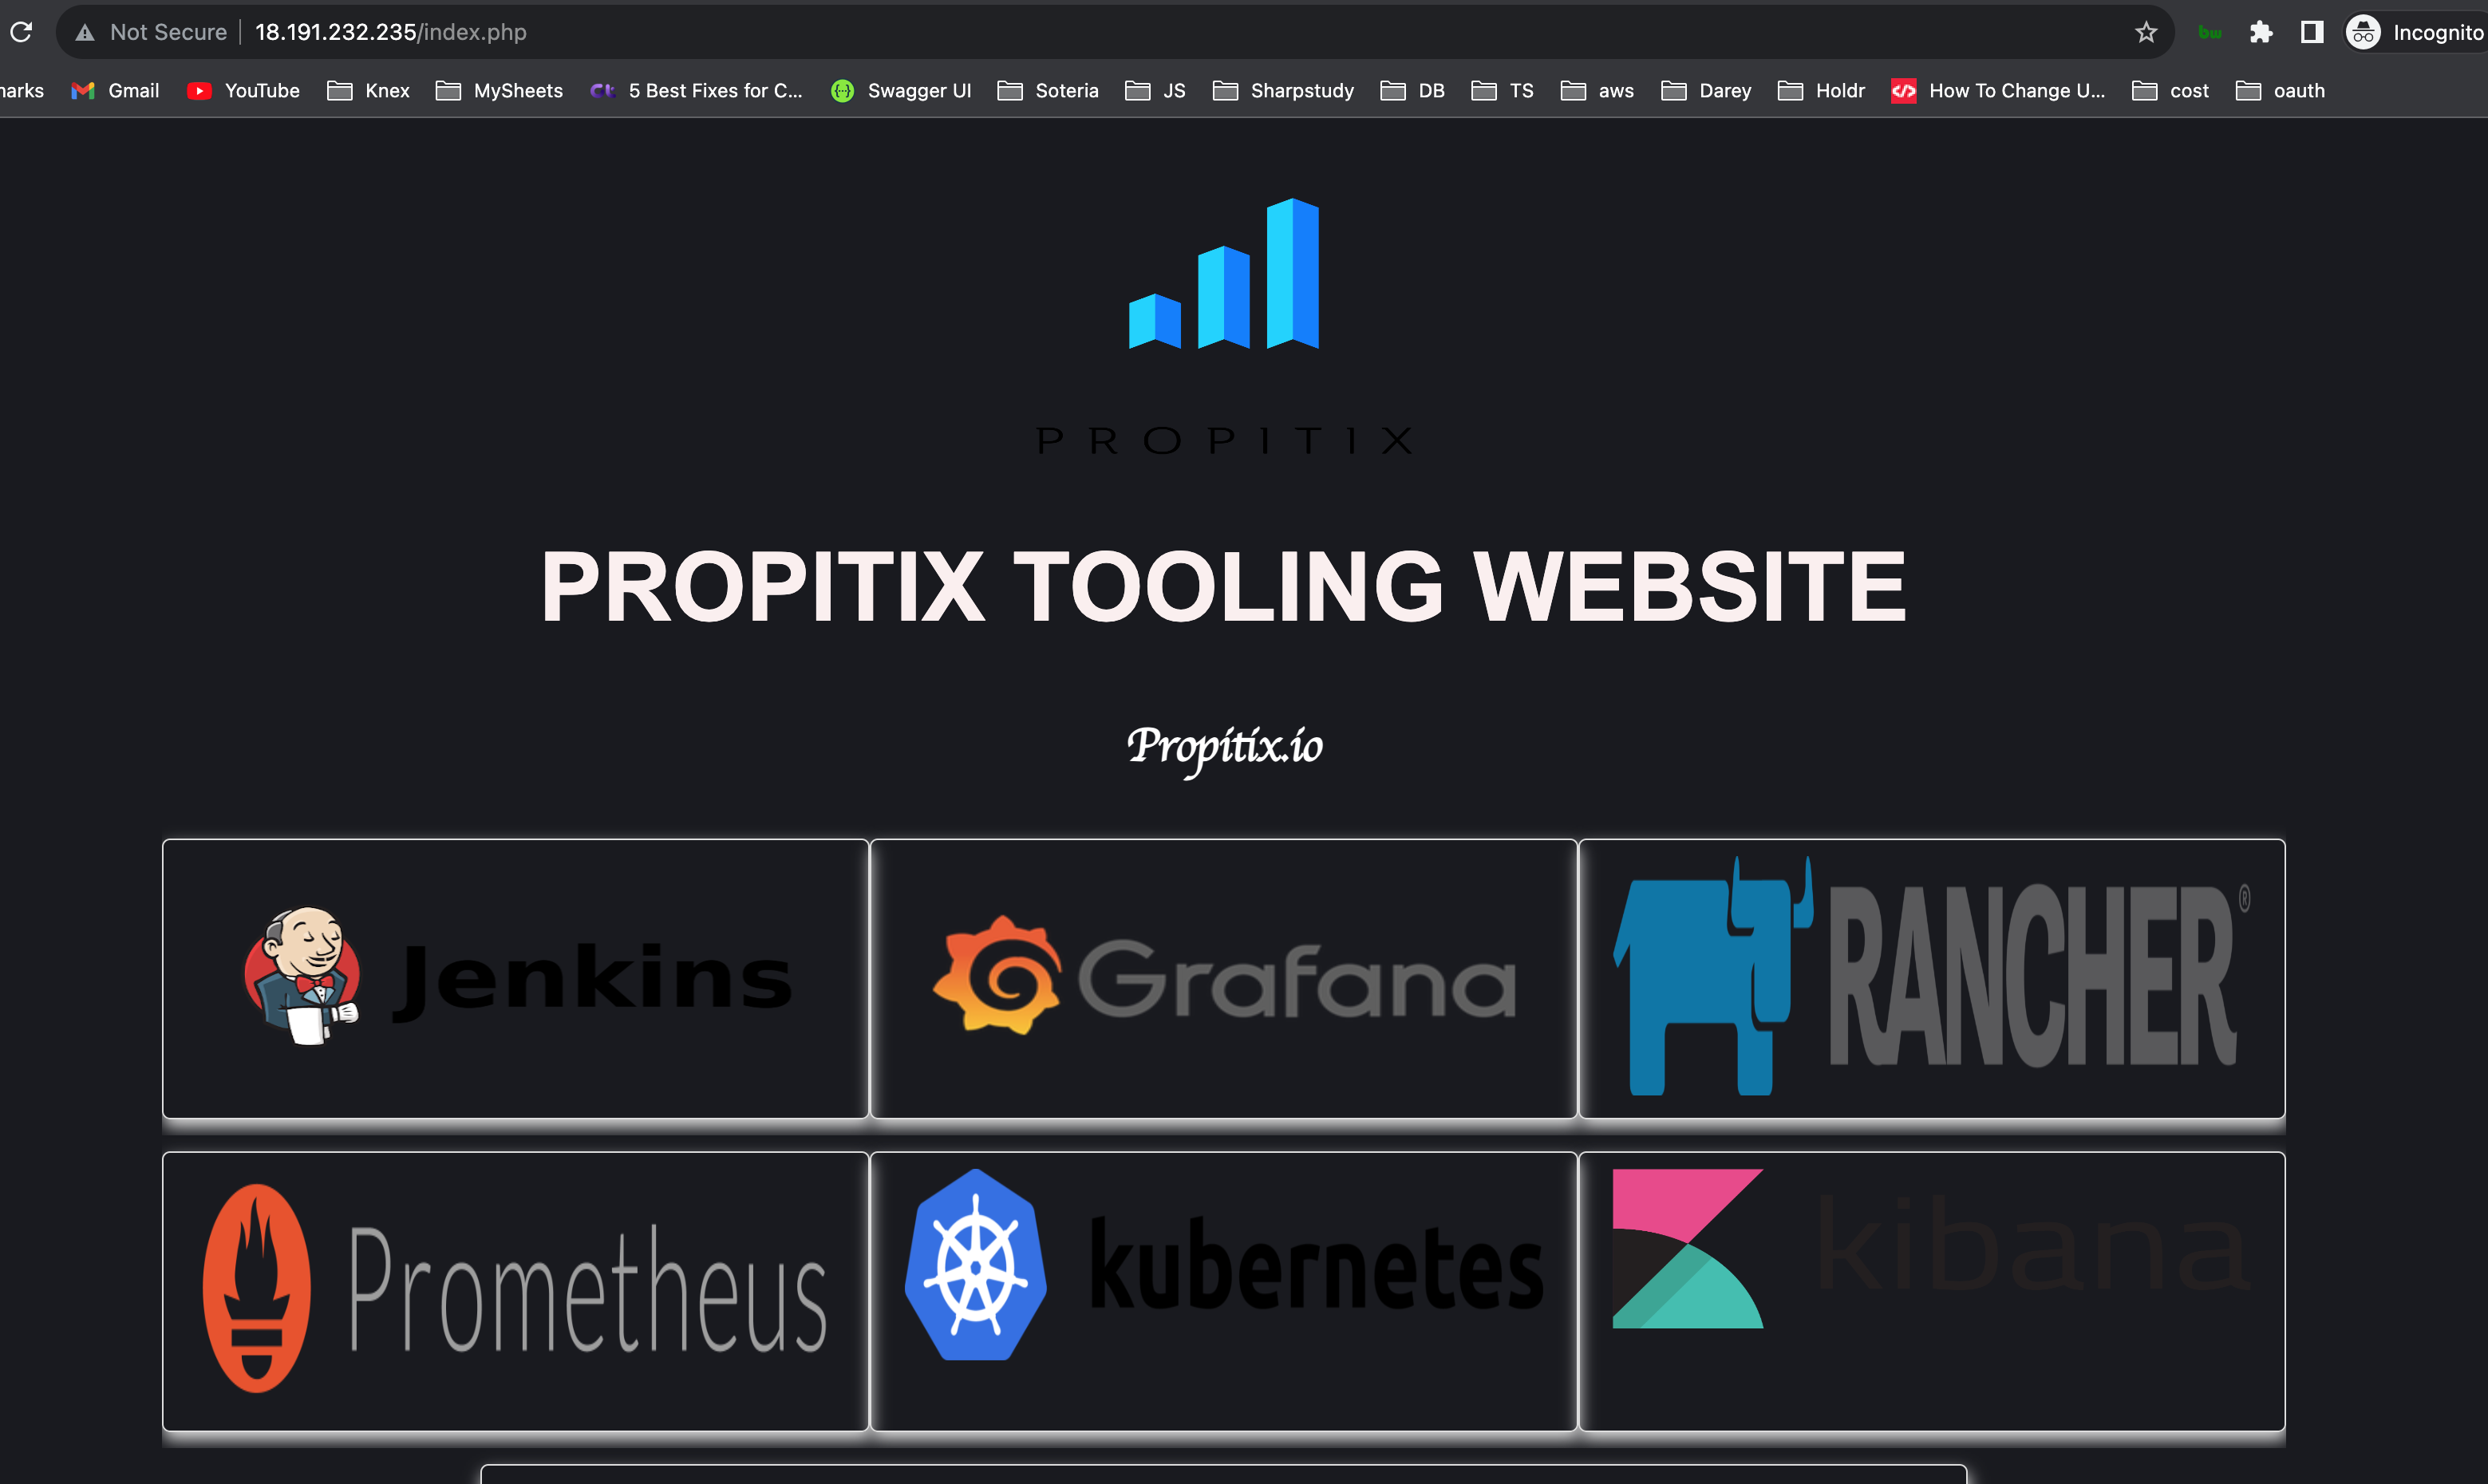 Not Secure 18.191.232.235/index.php Incognito
marks Gmail YouTube Knex MySheets 5 Best Fixes for C... Swagger UI Soteria JS Sharpstudy DB TS aws Darey Holdr How To Change U... cost oauth
PROPITIX
PROPITIX TOOLING WEBSITE
Propitix.io
Jenkins Grafana RANCHER®
Prometheus kubernetes kibana